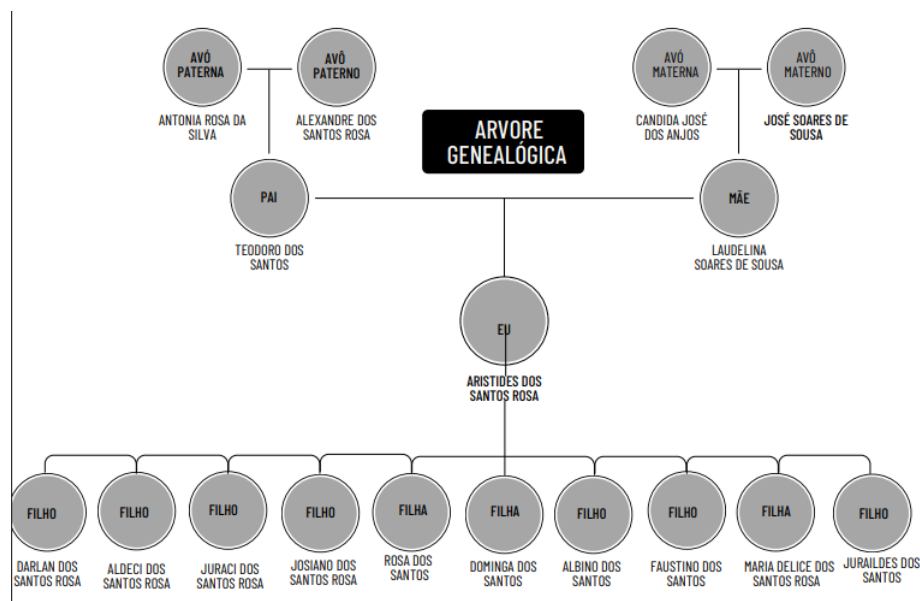 AVÓ
PATERNA
AVÔ
PATERNO
AVÓ
MATERNA
AVÔ
MATERNO
ANTONIA ROSA DA
SILVA
ALEXANDRE DOS
SANTOS ROSA
CANDIDA JOSÉ
DOS ANJOS
JOSÉ SOARES DE
SOUSA
ARVORE
GENEALÓGICA
PAI
MÃE
TEODORO DOS
SANTOS
LAUDELINA
SOARES DE SOUSA
EU
ARISTIDES DOS
SANTOS ROSA
FILHO
FILHO
FILHO
FILHO
FILHA
FILHA
FILHO
FILHO
FILHA
FILHO
DARLAN DOS
SANTOS ROSA
ALDECI DOS
SANTOS ROSA
JURACI DOS
SANTOS ROSA
JOSIANO DOS
SANTOS ROSA
ROSA DOS
SANTOS
DOMINGA DOS
SANTOS
ALBINO DOS
SANTOS
FAUSTINO DOS
SANTOS
MARIA DELICE DOS
SANTOS ROSA
JURAILDES DOS
SANTOS